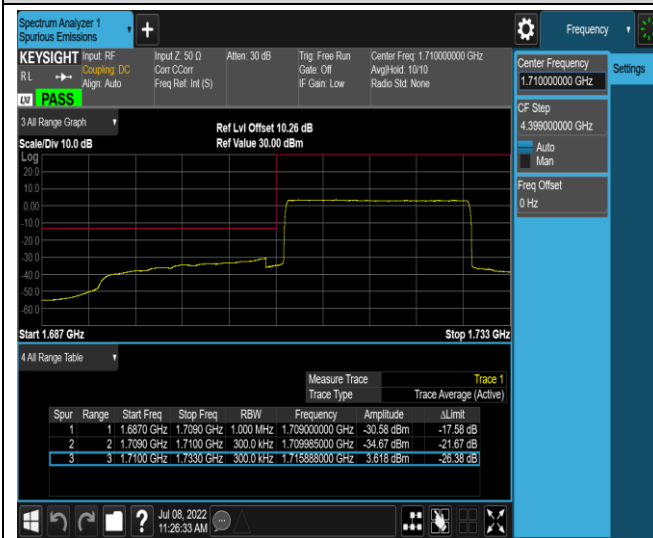 Spectrum Analyzer 1
Spurious Emissions
Frequency
KEYSIGHT Input: RF Input Z: 50 Ω Atten: 30 dB Trig: Free Run Center Freq: 1.710000000 GHz
RL Coupling: DC Corr CCorr Gate: Off Avg|Hold: 10/10
Align: Auto Freq Ref: Int (S) IF Gain: Low Radio Std: None
LXI PASS
Center Frequency
1.710000000 GHz
Settings
CF Step
4.399000000 GHz
Auto
Man
Freq Offset
0 Hz
3 All Range Graph
Ref Lvl Offset 10.26 dB
Scale/Div 10.0 dB Ref Value 30.00 dBm
Log
20.0
10.0
0.00
-10.0
-20.0
-30.0
-40.0
-50.0
-60.0
Start 1.687 GHz Stop 1.733 GHz
4 All Range Table
Measure Trace Trace 1
Trace Type Trace Average (Active)
Spur Range Start Freq Stop Freq RBW Frequency Amplitude ΔLimit
1 1 1.6870 GHz 1.7090 GHz 1.000 MHz 1.709000000 GHz -30.58 dBm -17.58 dB
2 2 1.7090 GHz 1.7100 GHz 300.0 kHz 1.709985000 GHz -34.67 dBm -21.67 dB
3 3 1.7100 GHz 1.7330 GHz 300.0 kHz 1.715888000 GHz 3.618 dBm -26.38 dB
Jul 08, 2022
11:26:33 AM